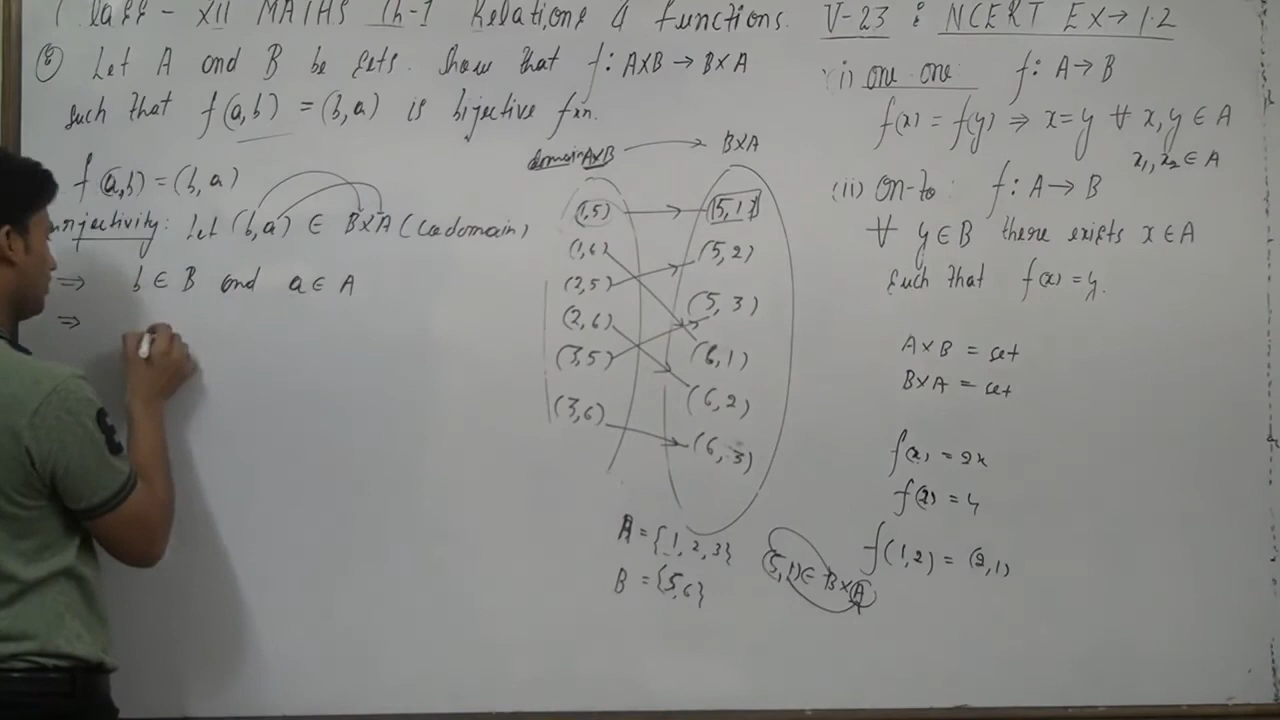 Class - XII MATHS Ch-1 Relations & functions. V-23 : NCERT EX→1.2
(8) Let A and B be sets. Show that f: A×B → B×A
such that f(a,b) = (b,a) is bijective fxn.
f(a,b) = (b,a)
njectivity: Let (b,a) ∈ B×A (codomain)
⇒ b ∈ B and a ∈ A
⇒
domain A×B → B×A
(1,5) (5,1)
(1,6) (5,2)
(2,5) (5,3)
(2,6) (6,1)
(3,5) (6,2)
(3,6) (6,3)
A = {1,2,3}
B = {5,6}
(5,1) ∈ B×A
(i) one one: f: A→B
f(x) = f(y) ⇒ x=y ∀ x,y ∈ A
x₁,x₂ ∈ A
(ii) on-to: f: A→B
∀ y∈B there exists x∈A
Such that f(x) = y.
A×B = set
B×A = set
f(x) = 2x
f(2) = 4
f(1,2) = (2,1)